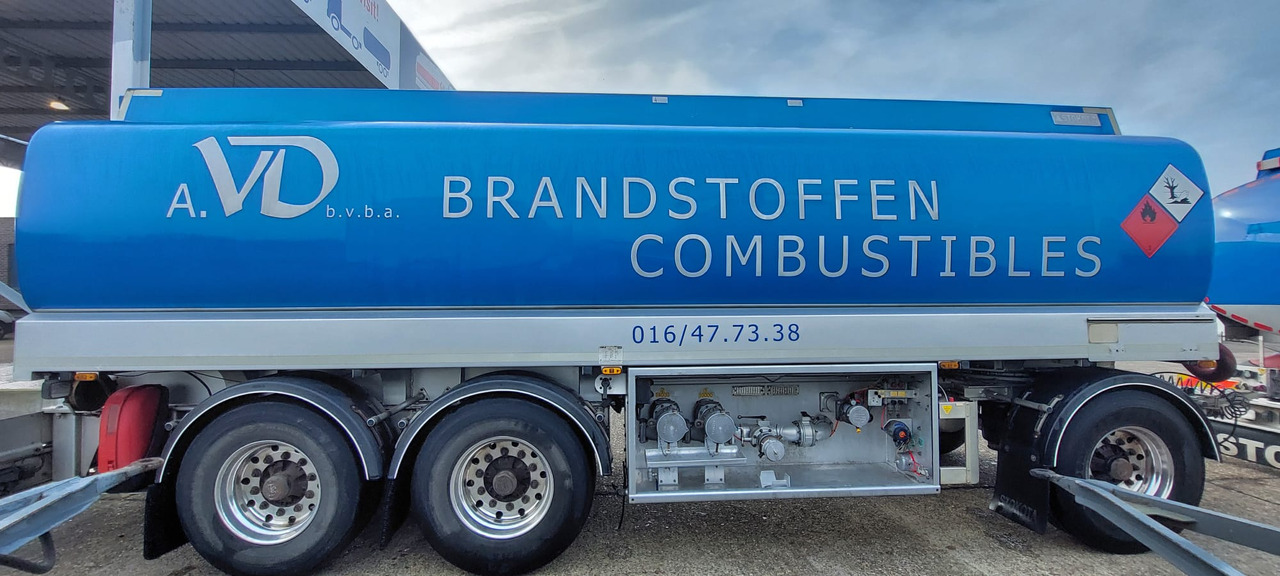 A.VD b.v.b.a.
BRANDSTOFFEN
COMBUSTIBLES
016/47.73.38